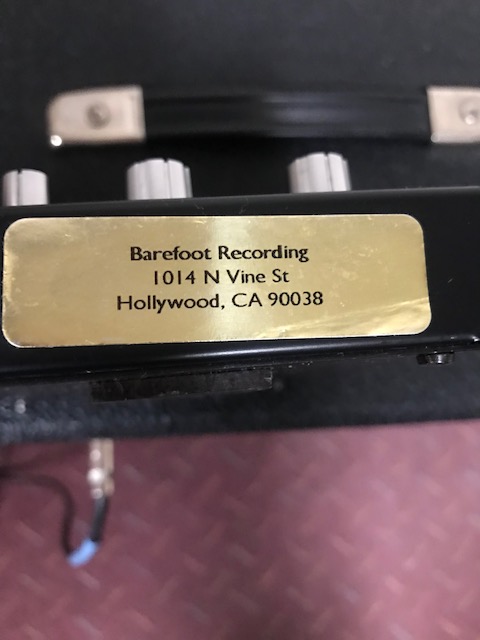 Barefoot Recording
1014 N Vine St
Hollywood, CA 90038